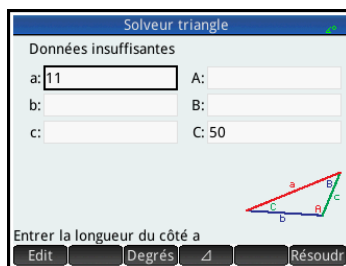 Solveur triangle
Données insuffisantes
a: 11 A:
b: B:
c: C: 50
a B c C b A
Entrer la longueur du côté a
Edit Degrés ⊿ Résoudr